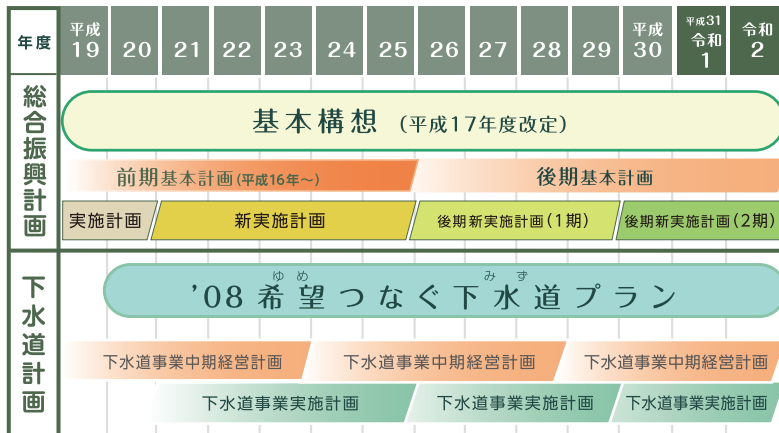 年度 平成19 20 21 22 23 24 25 26 27 28 29 平成30 平成31令和1 令和2
総合振興計画
基本構想 (平成17年度改定)
前期基本計画(平成16年~) 後期基本計画
実施計画 新実施計画 後期新実施計画(1期) 後期新実施計画(2期)
下水道計画
ゆめ みず
'08希望つなぐ下水道プラン
下水道事業中期経営計画 下水道事業中期経営計画 下水道事業中期経営計画
下水道事業実施計画 下水道事業実施計画 下水道事業実施計画